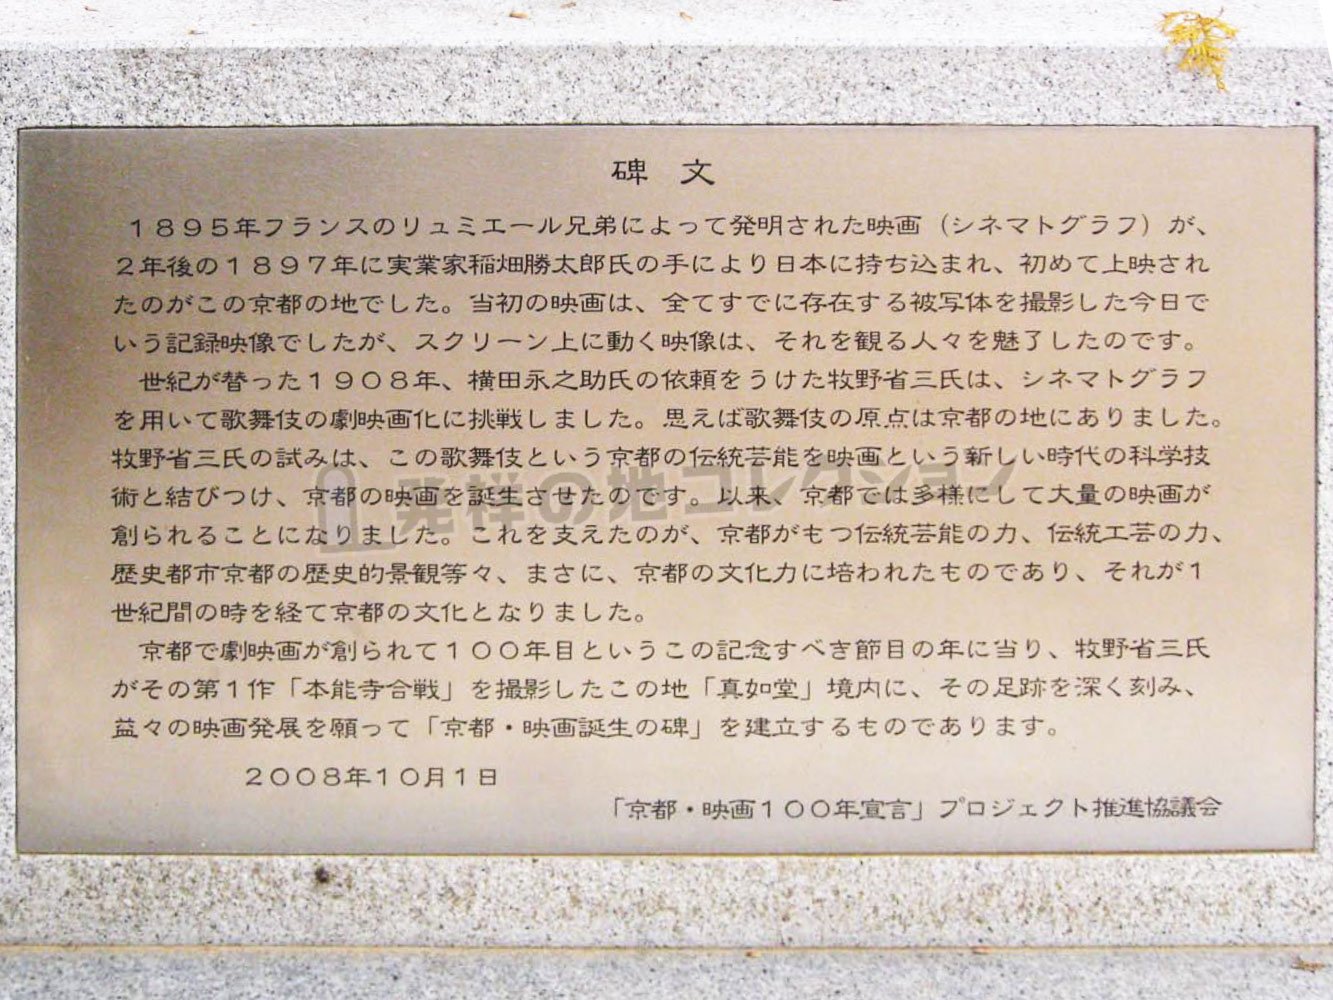 碑 文
１８９５年フランスのリュミエール兄弟によって発明された映画（シネマトグラフ）が、
２年後の１８９７年に実業家稲畑勝太郎氏の手により日本に持ち込まれ、初めて上映され
たのがこの京都の地でした。当初の映画は、全てすでに存在する被写体を撮影した今日で
いう記録映像でしたが、スクリーン上に動く映像は、それを観る人々を魅了したのです。
世紀が替った１９０８年、横田永之助氏の依頼をうけた牧野省三氏は、シネマトグラフ
を用いて歌舞伎の劇映画化に挑戦しました。思えば歌舞伎の原点は京都の地にありました。
牧野省三氏の試みは、この歌舞伎という京都の伝統芸能を映画という新しい時代の科学技
術と結びつけ、京都の映画を誕生させたのです。以来、京都では多様にして大量の映画が
創られることになりました。これを支えたのが、京都がもつ伝統芸能の力、伝統工芸の力、
歴史都市京都の歴史的景観等々、まさに、京都の文化力に培われたものであり、それが１
世紀間の時を経て京都の文化となりました。
京都で劇映画が創られて１００年目というこの記念すべき節目の年に当り、牧野省三氏
がその第１作「本能寺合戦」を撮影したこの地「真如堂」境内に、その足跡を深く刻み、
益々の映画発展を願って「京都・映画誕生の碑」を建立するものであります。
２００８年１０月１日
「京都・映画１００年宣言」プロジェクト推進協議会
発祥の地コレクション